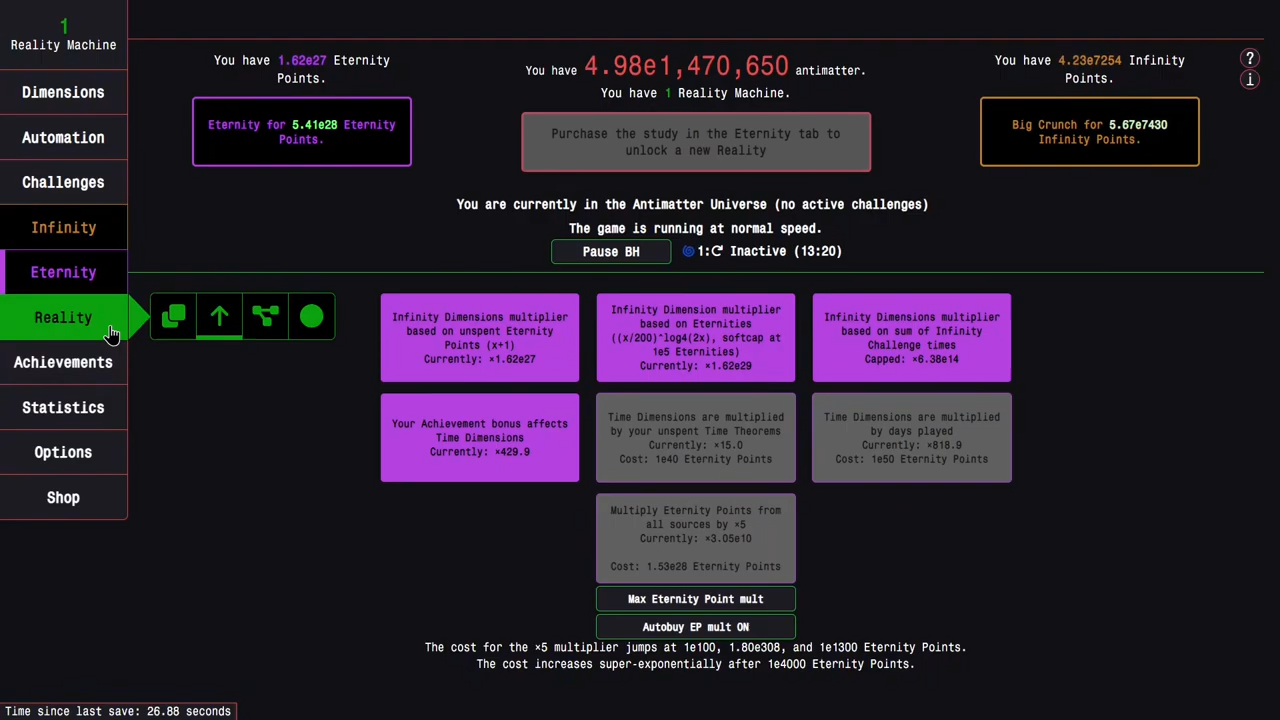 1
Reality Machine
Dimensions
Automation
Challenges
Infinity
Eternity
Reality
Achievements
Statistics
Options
Shop
You have 1.62e27 Eternity
Points.
Eternity for 5.41e28 Eternity
Points.
You have 4.98e1,470,650 antimatter.
You have 1 Reality Machine.
Purchase the study in the Eternity tab to
unlock a new Reality
You have 4.23e7254 Infinity
Points.
Big Crunch for 5.67e7430
Infinity Points.
?
i
You are currently in the Antimatter Universe (no active challenges)
The game is running at normal speed.
Pause BH
1: Inactive (13:20)
Infinity Dimensions multiplier
based on unspent Eternity
Points (x+1)
Currently: ×1.62e27
Infinity Dimension multiplier
based on Eternities
((x/200)^log4(2x), softcap at
1e5 Eternities)
Currently: ×1.62e29
Infinity Dimensions multiplier
based on sum of Infinity
Challenge times
Capped: ×6.38e14
Your Achievement bonus affects
Time Dimensions
Currently: ×429.9
Time Dimensions are multiplied
by your unspent Time Theorems
Currently: ×15.0
Cost: 1e40 Eternity Points
Time Dimensions are multiplied
by days played
Currently: ×818.9
Cost: 1e50 Eternity Points
Multiply Eternity Points from
all sources by ×5
Currently: ×3.05e10
Cost: 1.53e28 Eternity Points
Max Eternity Point mult
Autobuy EP mult ON
The cost for the ×5 multiplier jumps at 1e100, 1.80e308, and 1e1300 Eternity Points.
The cost increases super-exponentially after 1e4000 Eternity Points.
Time since last save: 26.88 seconds